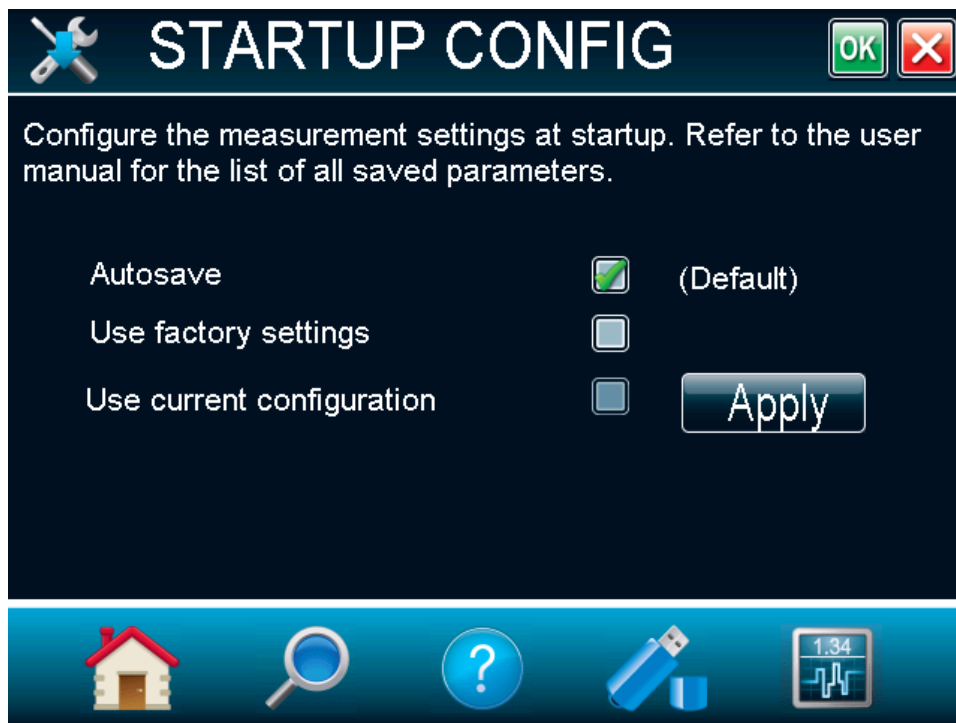 STARTUP CONFIG
OK
Configure the measurement settings at startup. Refer to the user
manual for the list of all saved parameters.
Autosave (Default)
Use factory settings
Use current configuration Apply
?
1.34